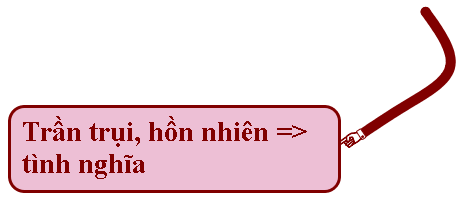 Trần trụi, hồn nhiên =>
tình nghĩa